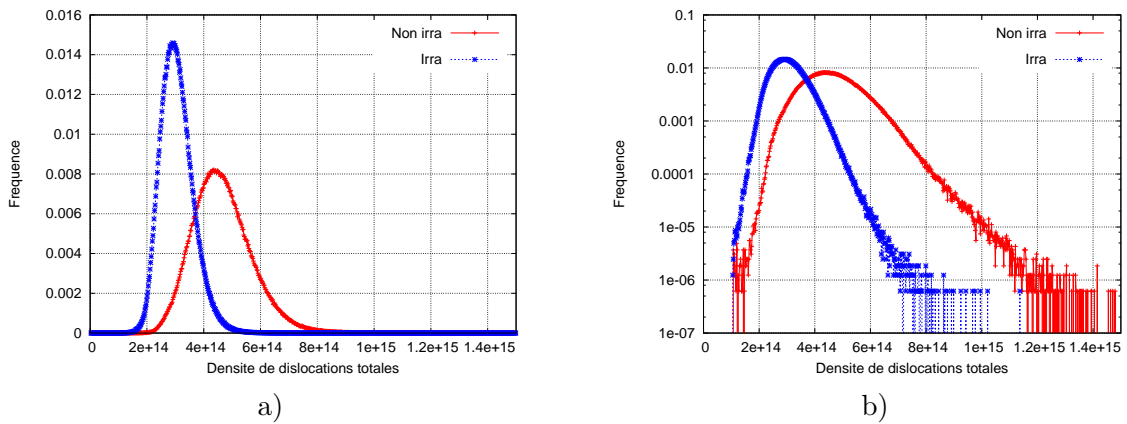 0.016
0.014
0.012
0.01
0.008
0.006
0.004
0.002
0
Frequence
Non irra
Irra
0 2e+14 4e+14 6e+14 8e+14 1e+15 1.2e+15 1.4e+15
Densite de dislocations totales
a)
0.1
0.01
0.001
0.0001
1e-05
1e-06
1e-07
Frequence
Non irra
Irra
0 2e+14 4e+14 6e+14 8e+14 1e+15 1.2e+15 1.4e+15
Densite de dislocations totales
b)